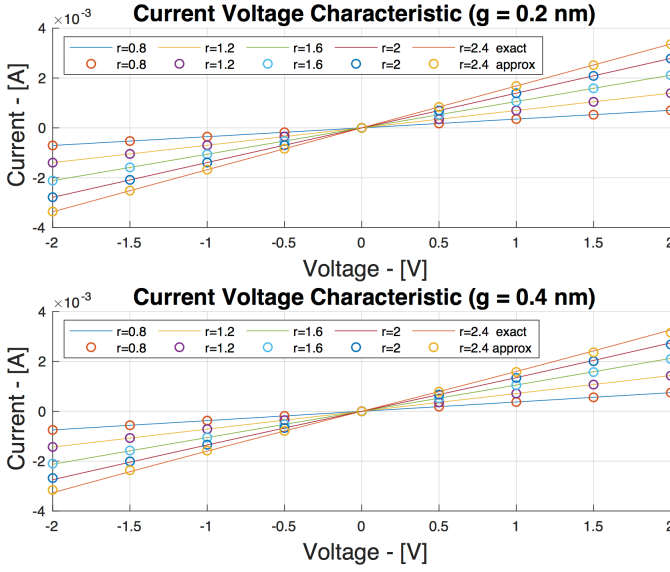 Current Voltage Characteristic (g = 0.2 nm)
×10⁻³
r=0.8 r=1.2 r=1.6 r=2 r=2.4 exact
r=0.8 r=1.2 r=1.6 r=2 r=2.4 approx
4
2
0
-2
-4
Current - [A]
-2 -1.5 -1 -0.5 0 0.5 1 1.5 2
Voltage - [V]
Current Voltage Characteristic (g = 0.4 nm)
×10⁻³
r=0.8 r=1.2 r=1.6 r=2 r=2.4 exact
r=0.8 r=1.2 r=1.6 r=2 r=2.4 approx
4
2
0
-2
-4
Current - [A]
-2 -1.5 -1 -0.5 0 0.5 1 1.5 2
Voltage - [V]